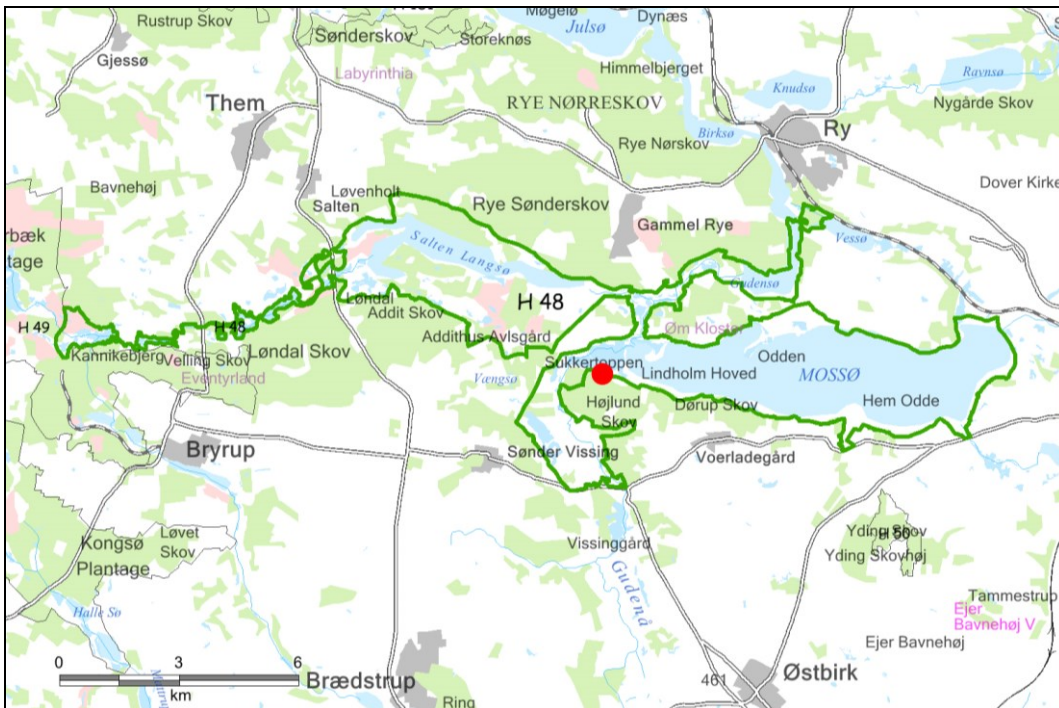 Rustrup Skov
Gjessø
Sønderskov
Storeknøs
Møgelø
Dynæs
Julsø
Labyrinthia
Himmelbjerget
Knudsø
Ravnsø
Nygårde Skov
Them
RYE NØRRESKOV
Birksø
Ry
Rye Nørskov
Bavnehøj
Løvenholt
Salten
Rye Sønderskov
Dover Kirke
Gammel Rye
Vessø
rbæk
tage
Salten Langsø
Gudensø
H 49
H 48
Løndal
Addit Skov
H 48
Addithus Avlsgård
Øm Kloster
Kannikebjerg
Velling Skov
Løndal Skov
Eventyrland
Vængsø
Sukkertoppen
Lindholm Hoved
Odden
MOSSØ
Højlund
Skov
Dørup Skov
Hem Odde
Bryrup
Sønder Vissing
Voerladegård
Kongsø
Plantage
Løvet
Skov
Vissinggård
Gudenå
Yding Skov
H 50
Yding Skovhøj
Halle Sø
Tammestrup
Ejer
Bavnehøj V
Ejer Bavnehøj
0 3 6
km
Brædstrup
Ring
461
Østbirk